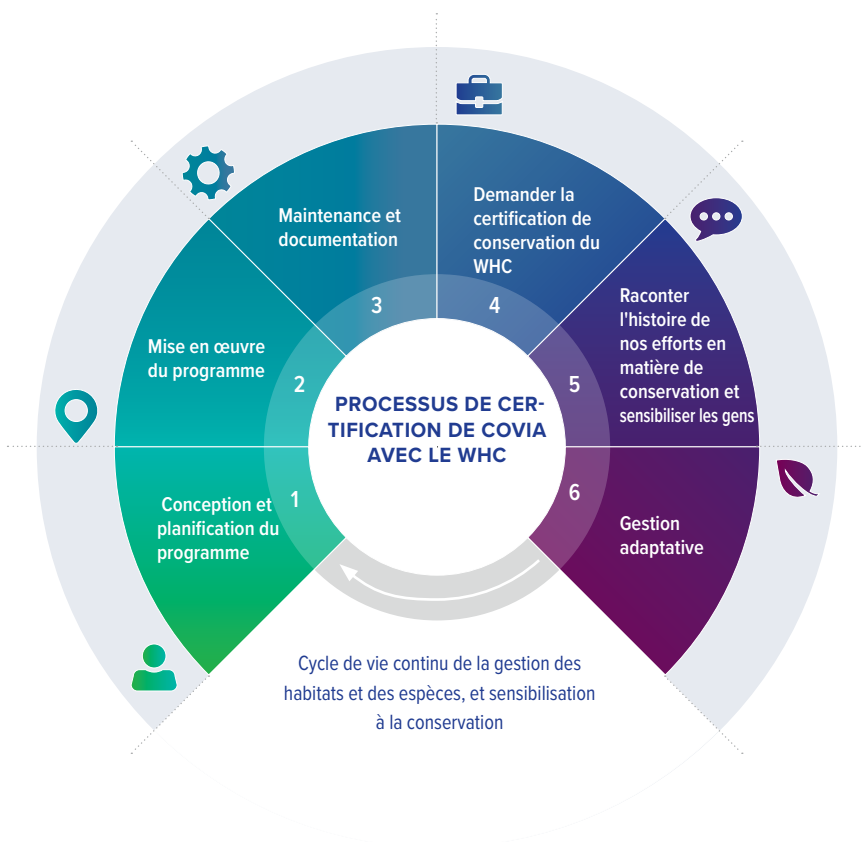 PROCESSUS DE CER-
TIFICATION DE COVIA
AVEC LE WHC
1
Conception et
planification du
programme
2
Mise en œuvre
du programme
3
Maintenance et
documentation
4
Demander la
certification de
conservation du
WHC
5
Raconter
l'histoire de
nos efforts en
matière de
conservation et
sensibiliser les gens
6
Gestion
adaptative
Cycle de vie continu de la gestion des
habitats et des espèces, et sensibilisation
à la conservation